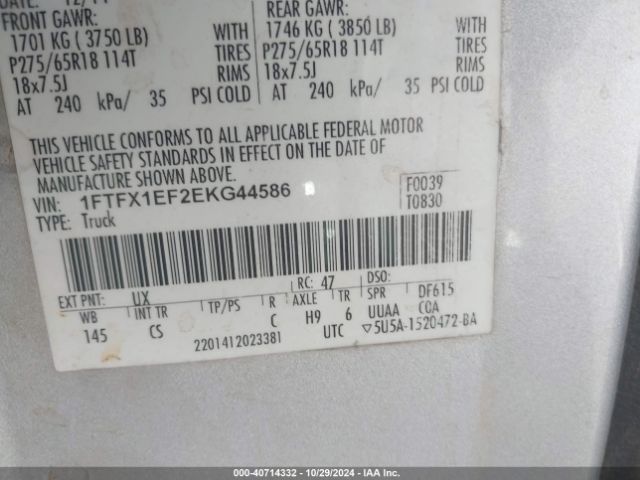 FRONT GAWR:
1701 KG ( 3750 LB) WITH
P275/65R18 114T TIRES
18x7.5J RIMS
AT 240 kPa/ 35 PSI COLD
REAR GAWR:
1746 KG ( 3850 LB) WITH
P275/65R18 114T TIRES
18x7.5J RIMS
AT 240 kPa/ 35 PSI COLD
THIS VEHICLE CONFORMS TO ALL APPLICABLE FEDERAL MOTOR
VEHICLE SAFETY STANDARDS IN EFFECT ON THE DATE OF
MANUFACTURE SHOWN ABOVE
VIN: 1FTFX1EF2EKG44586
TYPE: Truck
F0039
T0830
EXT PNT: UX RC: 47 DSO:
WB INT TR TP/PS R AXLE TR SPR DF615
145 CS C H9 6 UUAA COA
2201412023381 UTC ▽5U5A-1520472-BA
000-40714332 / 10/29/2024 / IAA Inc.